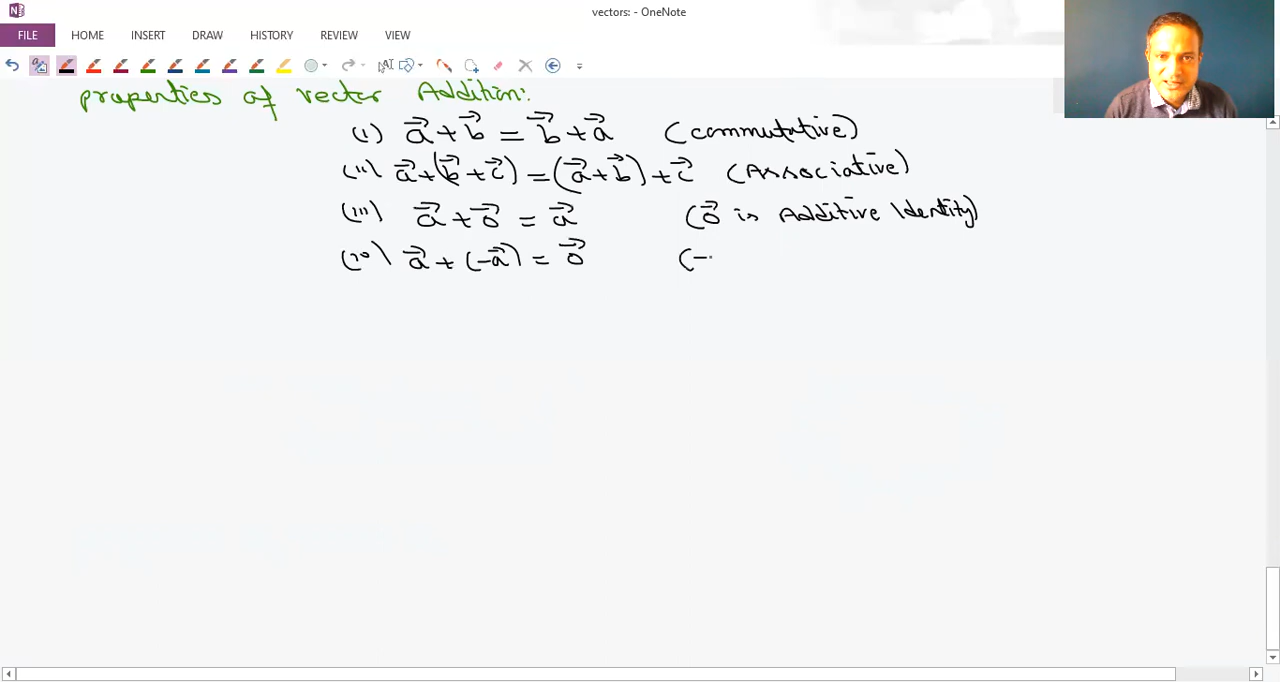 vectors: - OneNote
FILE HOME INSERT DRAW HISTORY REVIEW VIEW
properties of vector Addition:
(i) a⃗ + b⃗ = b⃗ + a⃗ (commutative)
(ii) a⃗ + (b⃗ + c⃗) = (a⃗ + b⃗) + c⃗ (Associative)
(iii) a⃗ + 0⃗ = a⃗ (0⃗ is Additive Identity)
(iv) a⃗ + (-a⃗) = 0⃗ (-